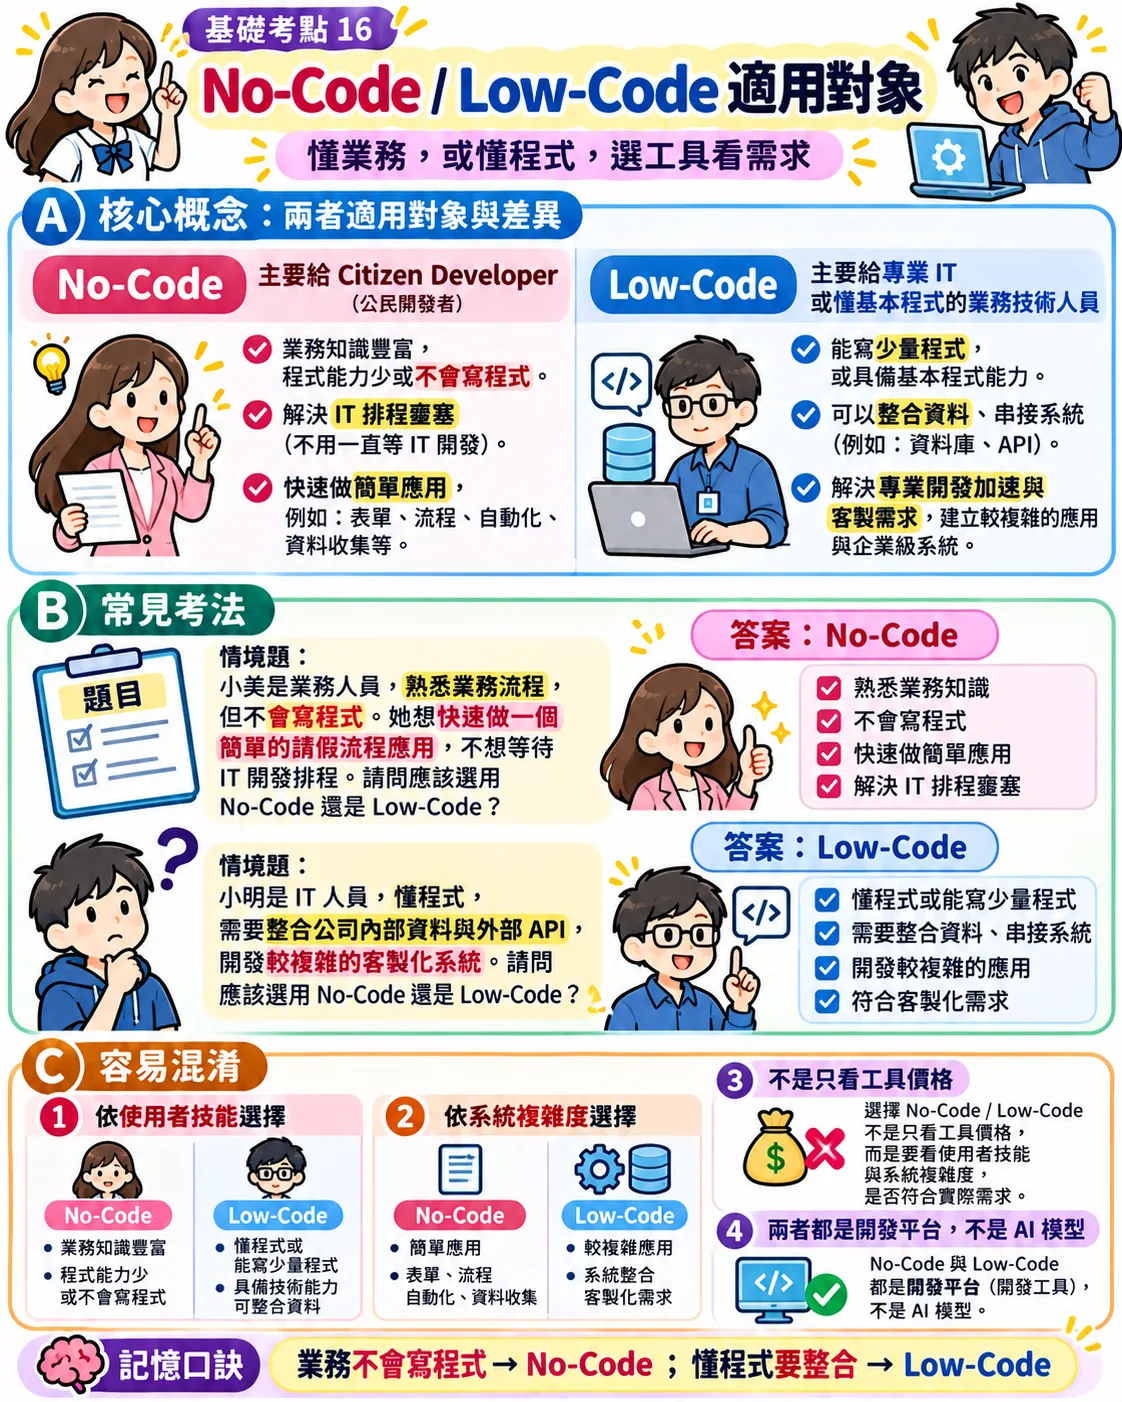 基礎考點 16
No-Code / Low-Code 適用對象
懂業務，或懂程式，選工具看需求
A 核心概念：兩者適用對象與差異
No-Code
主要給 Citizen Developer
（公民開發者）
業務知識豐富，
程式能力少或不會寫程式。
解決 IT 排程壅塞
（不用一直等 IT 開發）。
快速做簡單應用，
例如：表單、流程、自動化、
資料收集等。
Low-Code
主要給專業 IT
或懂基本程式的業務技術人員
</>
能寫少量程式，
或具備基本程式能力。
可以整合資料、串接系統
（例如：資料庫、API）。
解決專業開發加速與
客製需求，建立較複雜的應用
與企業級系統。
B 常見考法
題目
情境題：
小美是業務人員，熟悉業務流程，
但不會寫程式。她想快速做一個
簡單的請假流程應用，不想等待
IT 開發排程。請問應該選用
No-Code 還是 Low-Code？
答案：No-Code
熟悉業務知識
不會寫程式
快速做簡單應用
解決 IT 排程壅塞
?
情境題：
小明是 IT 人員，懂程式，
需要整合公司內部資料與外部 API，
開發較複雜的客製化系統。請問
應該選用 No-Code 還是 Low-Code？
答案：Low-Code
</>
懂程式或能寫少量程式
需要整合資料、串接系統
開發較複雜的應用
符合客製化需求
C 容易混淆
1 依使用者技能選擇
No-Code
業務知識豐富
程式能力少
或不會寫程式
Low-Code
懂程式或
能寫少量程式
具備技術能力
可整合資料
2 依系統複雜度選擇
No-Code
簡單應用
表單、流程
自動化、資料收集
Low-Code
較複雜應用
系統整合
客製化需求
3 不是只看工具價格
$
選擇 No-Code / Low-Code
不是只看工具價格，
而是要看使用者技能
與系統複雜度，
是否符合實際需求。
4 兩者都是開發平台，不是 AI 模型
</>
No-Code 與 Low-Code
都是開發平台（開發工具），
不是 AI 模型。
記憶口訣
業務不會寫程式 → No-Code ；懂程式要整合 → Low-Code